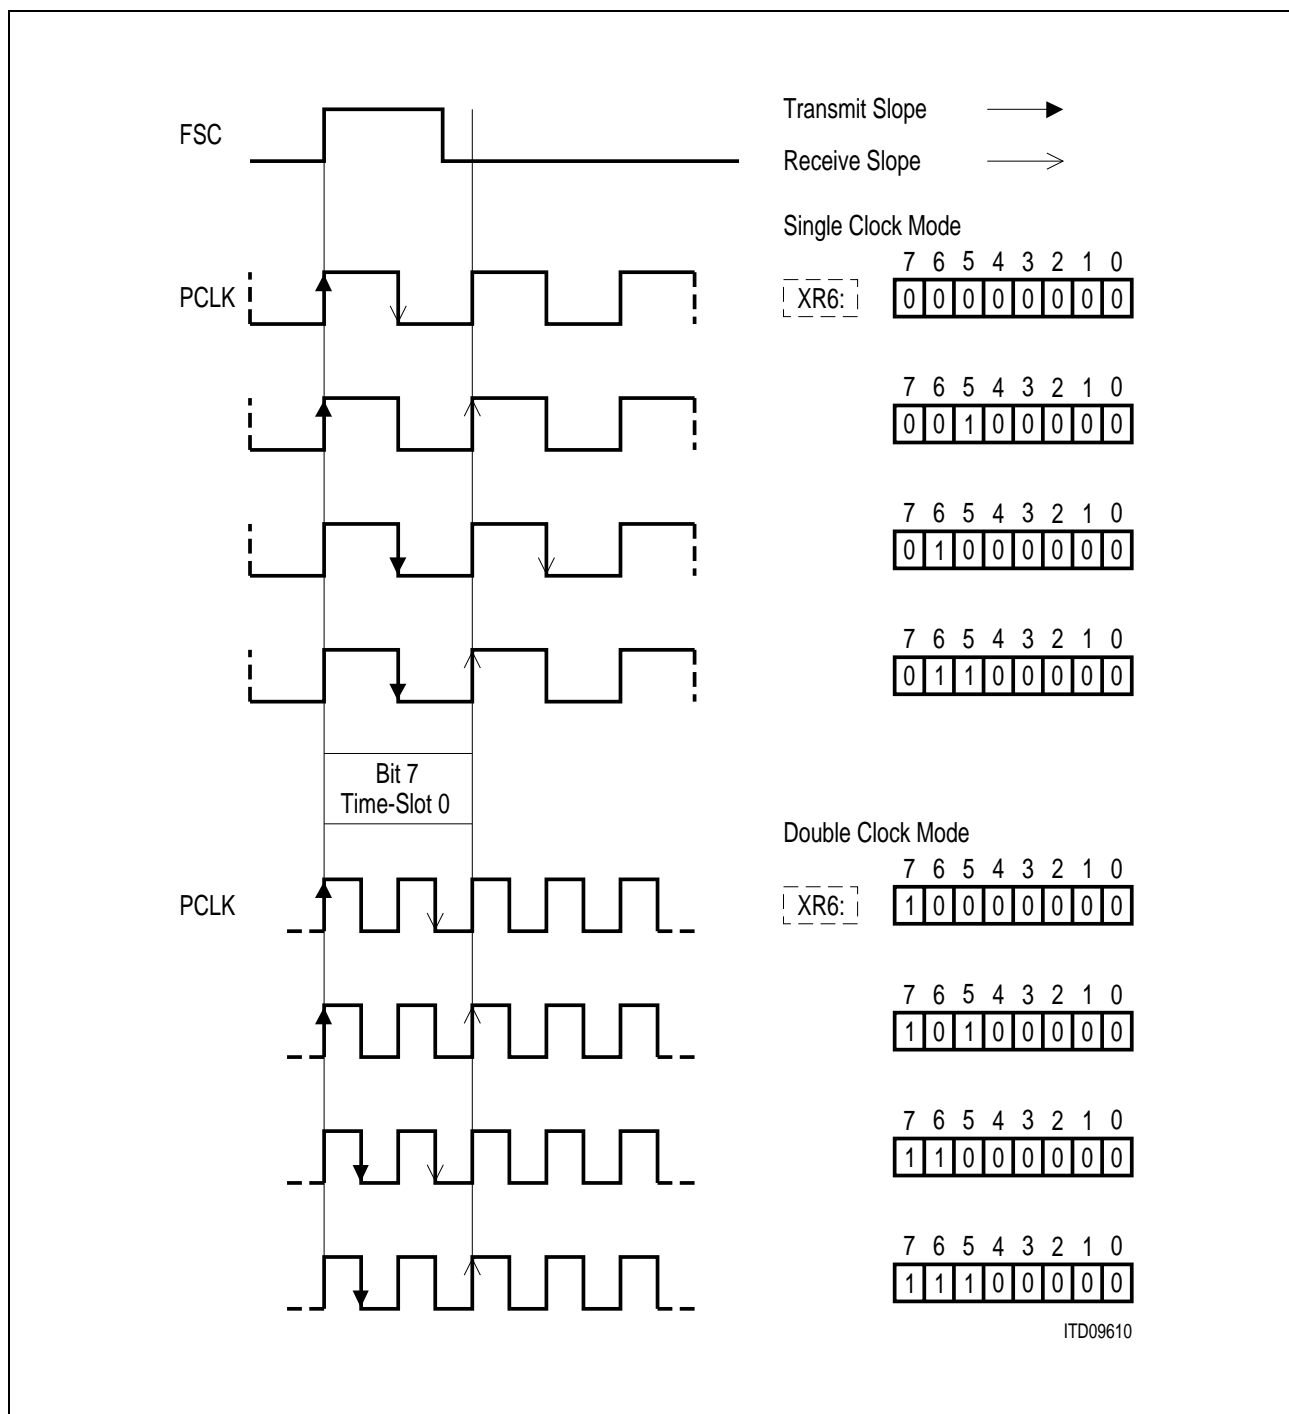 FSC
Transmit Slope
Receive Slope
Single Clock Mode
7 6 5 4 3 2 1 0
PCLK
XR6:
0 0 0 0 0 0 0 0
7 6 5 4 3 2 1 0
0 0 1 0 0 0 0 0
7 6 5 4 3 2 1 0
0 1 0 0 0 0 0 0
7 6 5 4 3 2 1 0
0 1 1 0 0 0 0 0
Bit 7
Time-Slot 0
Double Clock Mode
7 6 5 4 3 2 1 0
PCLK
XR6:
1 0 0 0 0 0 0 0
7 6 5 4 3 2 1 0
1 0 1 0 0 0 0 0
7 6 5 4 3 2 1 0
1 1 0 0 0 0 0 0
7 6 5 4 3 2 1 0
1 1 1 0 0 0 0 0
ITD09610